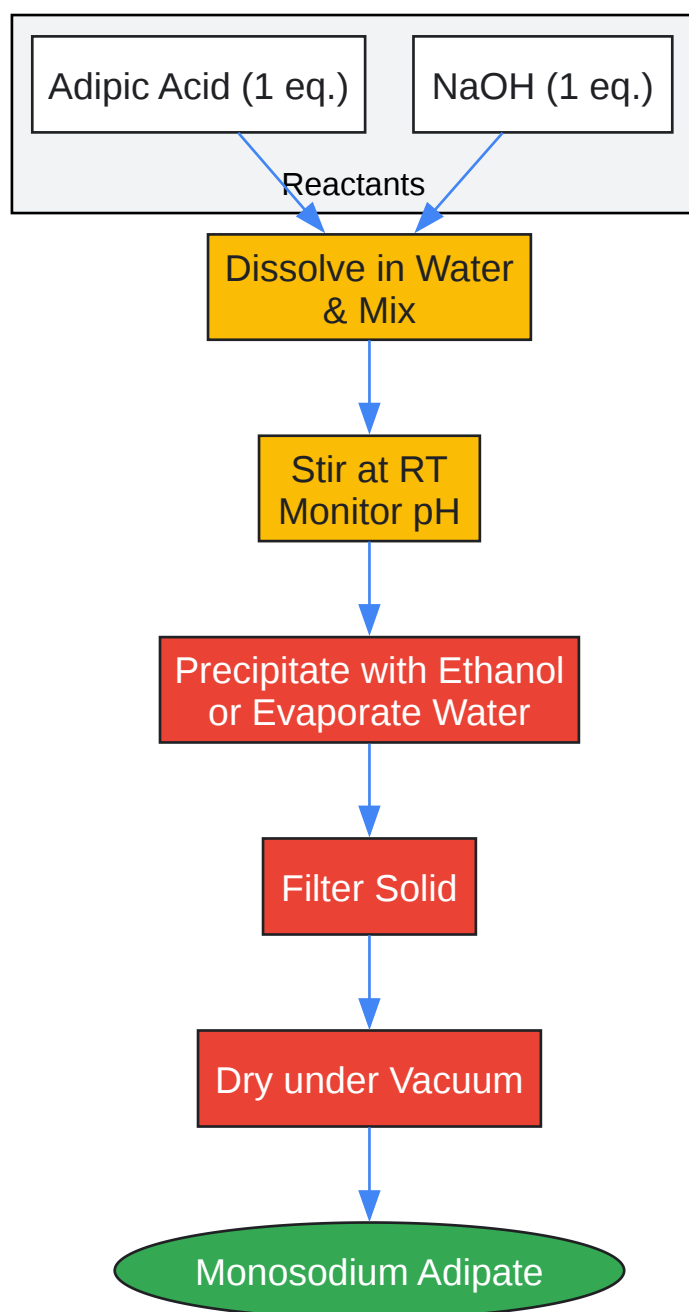 Adipic Acid (1 eq.)
NaOH (1 eq.)
Reactants
Dissolve in Water
& Mix
Stir at RT
Monitor pH
Precipitate with Ethanol
or Evaporate Water
Filter Solid
Dry under Vacuum
Monosodium Adipate